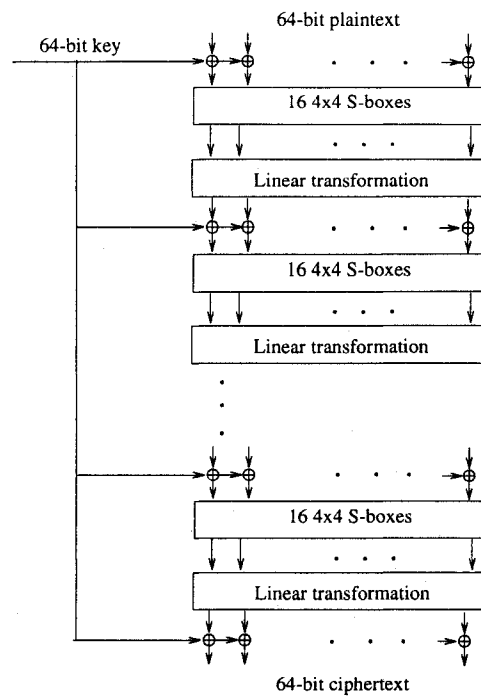 64-bit plaintext
64-bit key
16 4x4 S-boxes
Linear transformation
16 4x4 S-boxes
Linear transformation
16 4x4 S-boxes
Linear transformation
64-bit ciphertext